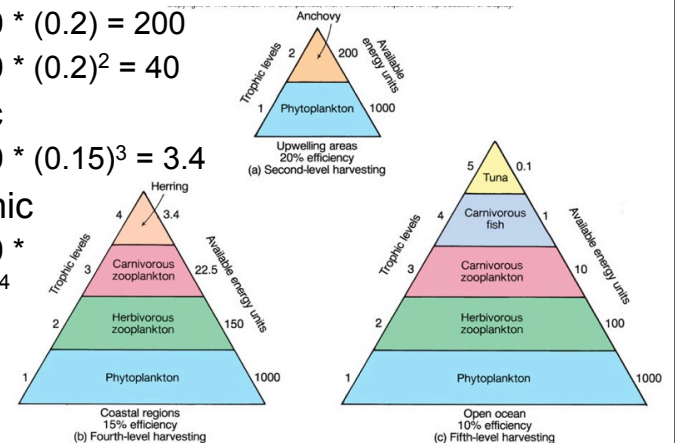 ) * (0.2) = 200
) * (0.2)² = 40
c
) * (0.15)³ = 3.4
nic
) *
4
Anchovy
2
200
Trophic levels
Available energy units
1
Phytoplankton
1000
Upwelling areas
20% efficiency
(a) Second-level harvesting
Herring
4
3.4
Trophic levels
Available energy units
3
Carnivorous
zooplankton
22.5
2
Herbivorous
zooplankton
150
1
Phytoplankton
1000
Coastal regions
15% efficiency
(b) Fourth-level harvesting
5
Tuna
0.1
4
Carnivorous
fish
1
Trophic levels
Available energy units
3
Carnivorous
zooplankton
10
2
Herbivorous
zooplankton
100
1
Phytoplankton
1000
Open ocean
10% efficiency
(c) Fifth-level harvesting